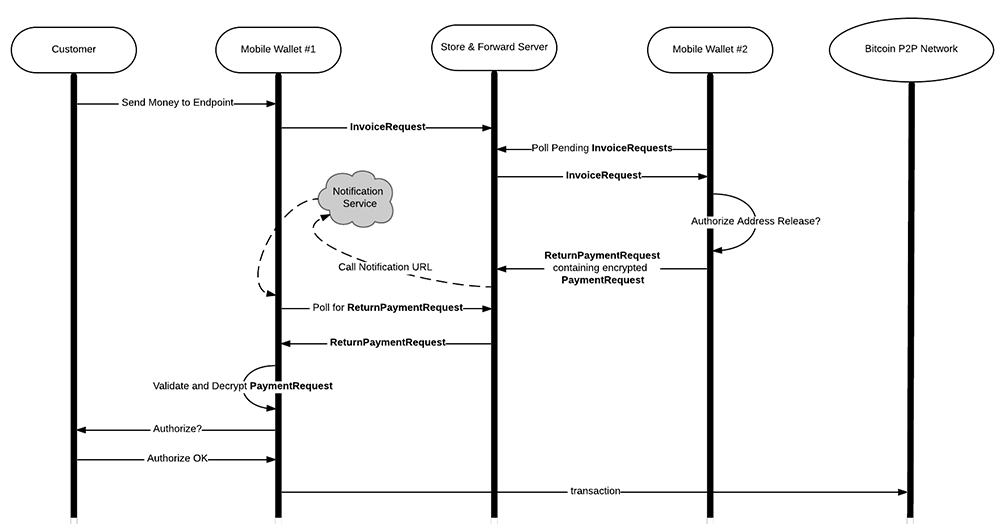 Customer
Mobile Wallet #1
Store & Forward Server
Mobile Wallet #2
Bitcoin P2P Network
Send Money to Endpoint
InvoiceRequest
Poll Pending InvoiceRequests
InvoiceRequest
Notification
Service
Authorize Address Release?
ReturnPaymentRequest
containing encrypted
PaymentRequest
Call Notification URL
Poll for ReturnPaymentRequest
ReturnPaymentRequest
Validate and Decrypt PaymentRequest
Authorize?
Authorize OK
transaction